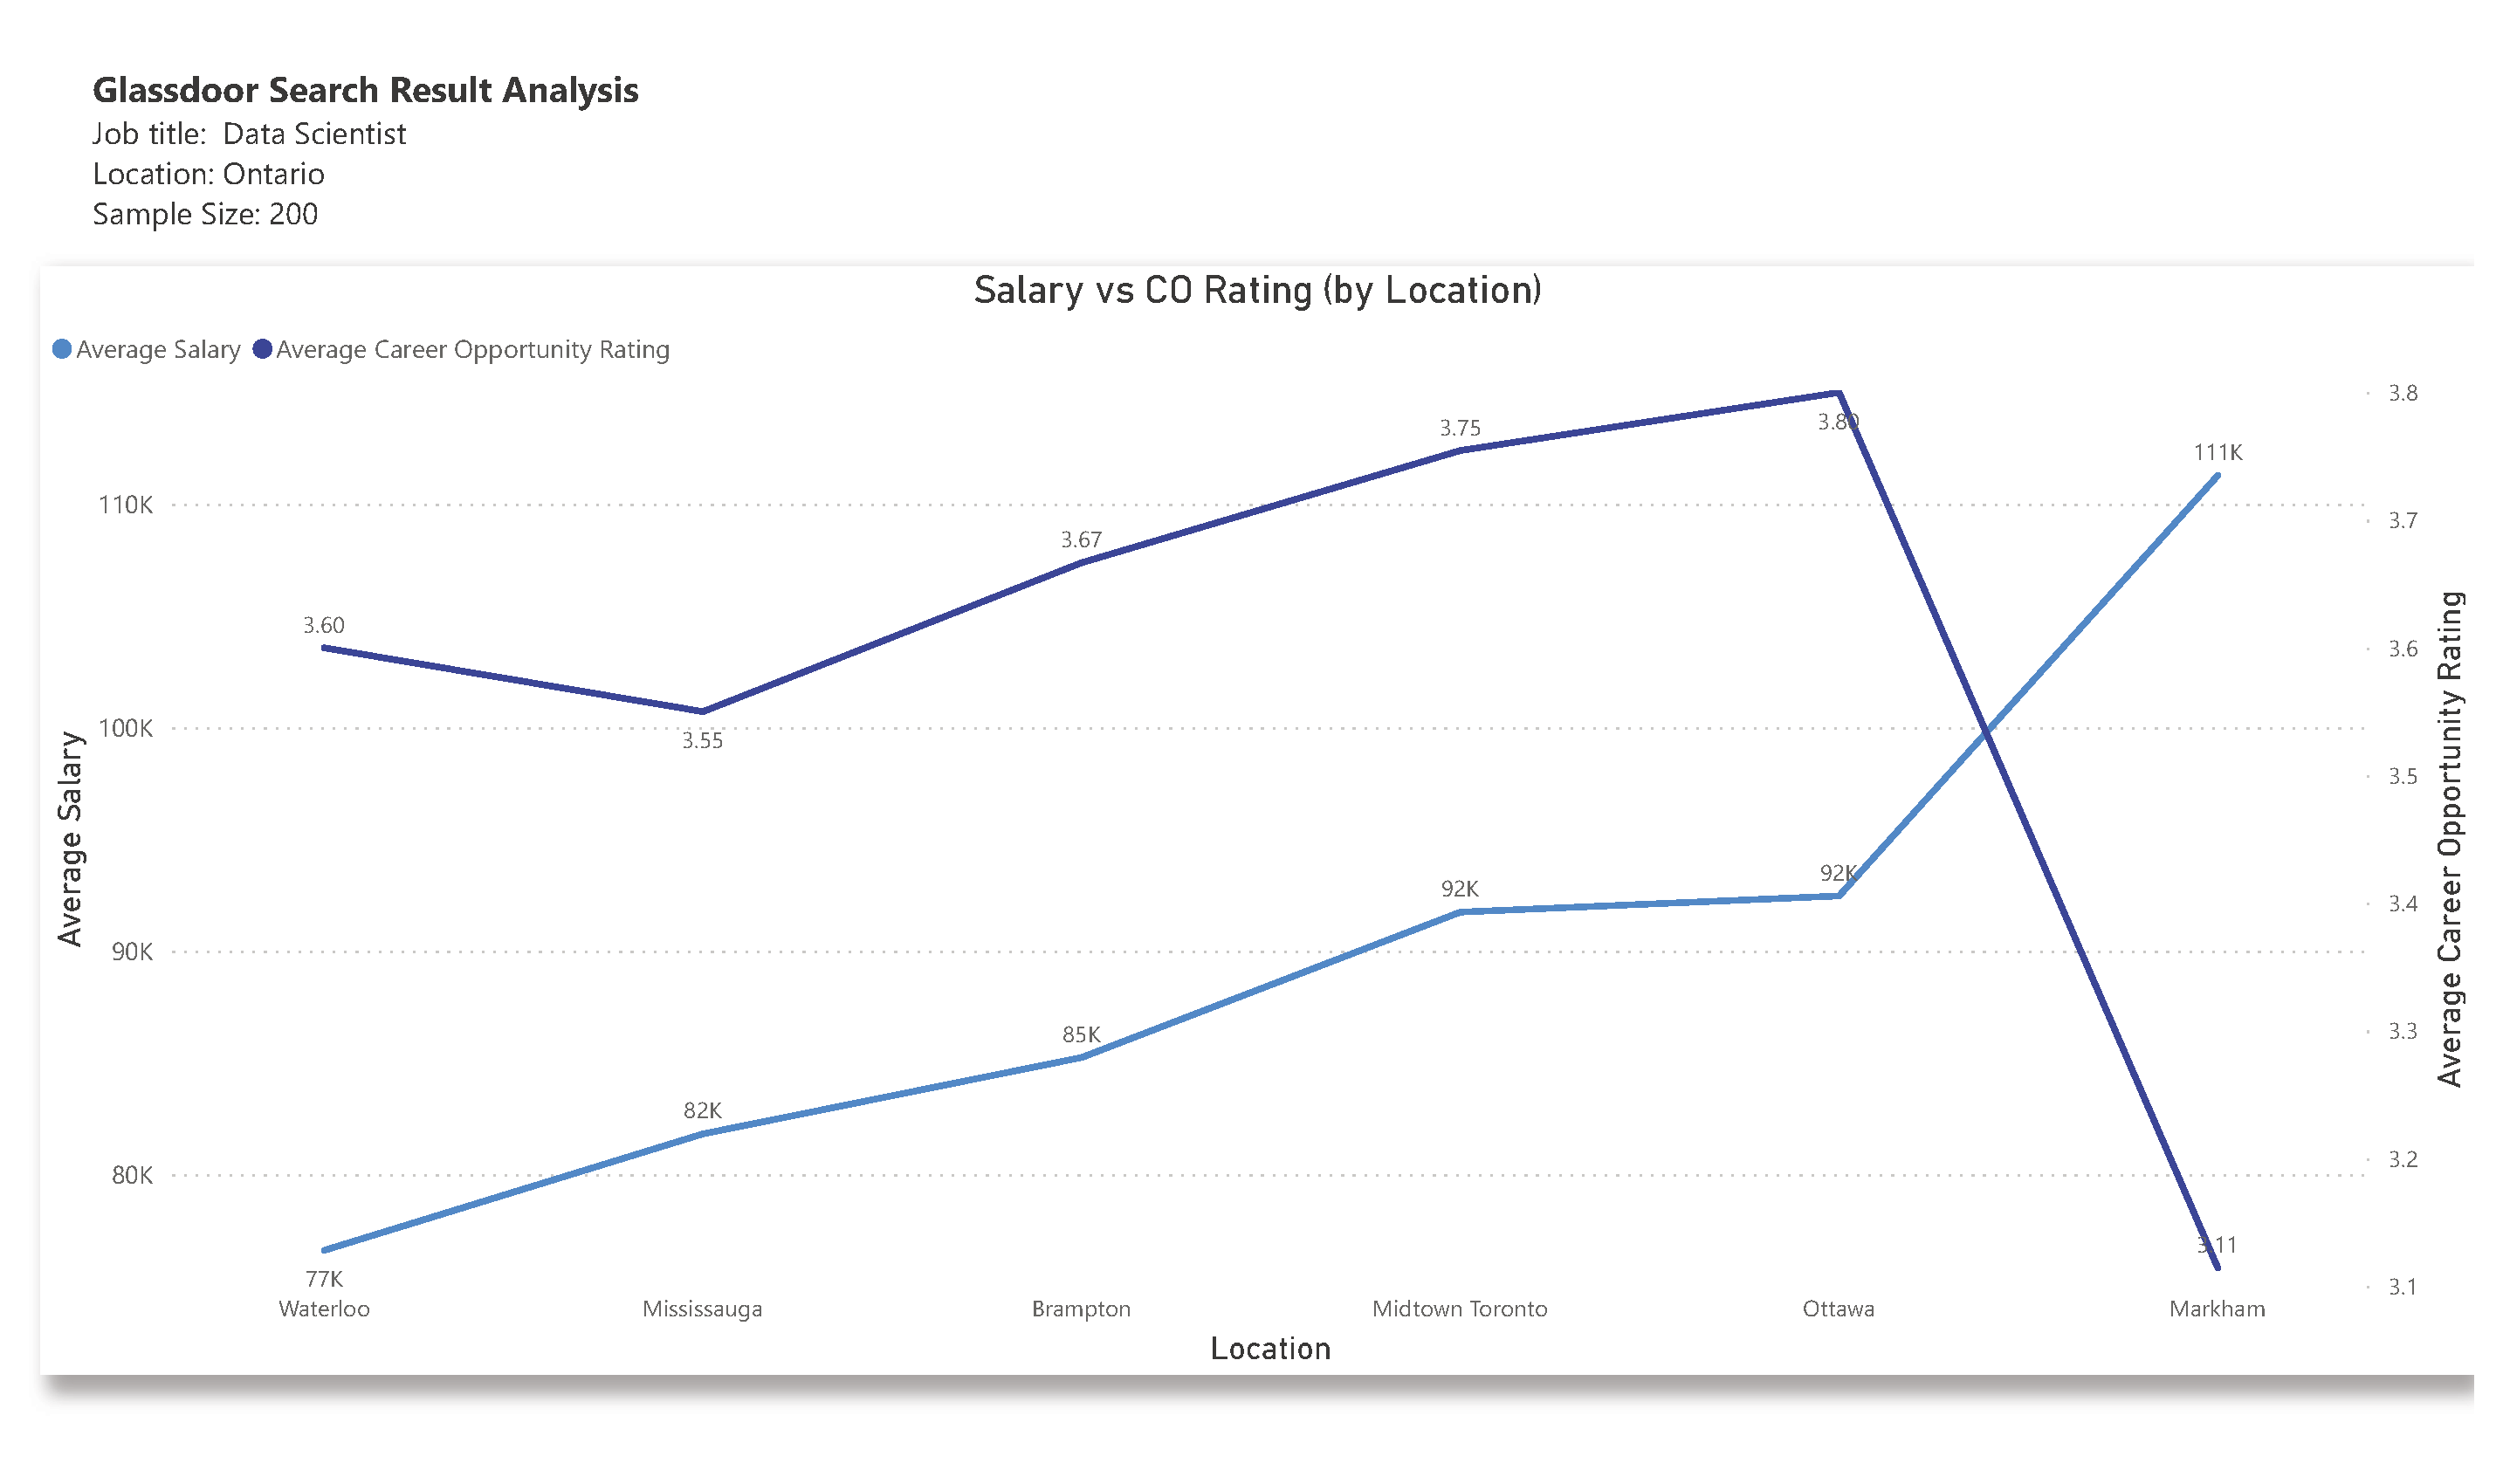 Glassdoor Search Result Analysis
Job title:  Data Scientist
Location: Ontario
Sample Size: 200
Salary vs CO Rating (by Location)
Average Salary Average Career Opportunity Rating
Average Salary
110K
100K
90K
80K
3.60
3.55
3.67
3.75
3.80
3.11
77K
82K
85K
92K
92K
111K
3.8
3.7
3.6
3.5
3.4
3.3
3.2
3.1
Average Career Opportunity Rating
Waterloo Mississauga Brampton Midtown Toronto Ottawa Markham
Location